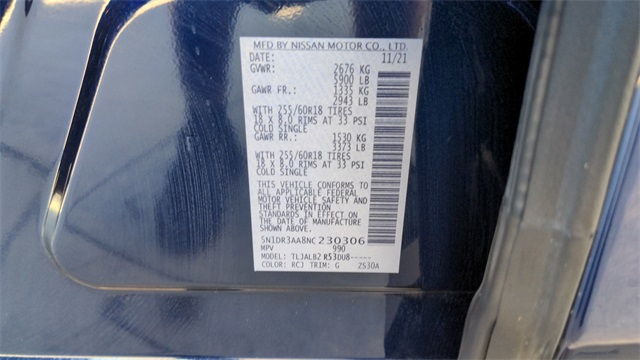 MFD BY NISSAN MOTOR CO., LTD.
DATE: 11/21
GVWR: 2676 KG
5900 LB
GAWR FR.: 1335 KG
2943 LB
WITH 255/60R18 TIRES
18 X 8.0 RIMS AT 33 PSI
COLD SINGLE
GAWR RR.: 1530 KG
3373 LB
WITH 255/60R18 TIRES
18 X 8.0 RIMS AT 33 PSI
COLD SINGLE
THIS VEHICLE CONFORMS TO
ALL APPLICABLE FEDERAL
MOTOR VEHICLE SAFETY AND
THEFT PREVENTION
STANDARDS IN EFFECT ON
THE DATE OF MANUFACTURE
SHOWN ABOVE.
5N1DR3AA8NC230306
MPV 990
MODEL: TLJALB2 R53DU8-----
COLOR: RCJ TRIM: G ZS30A